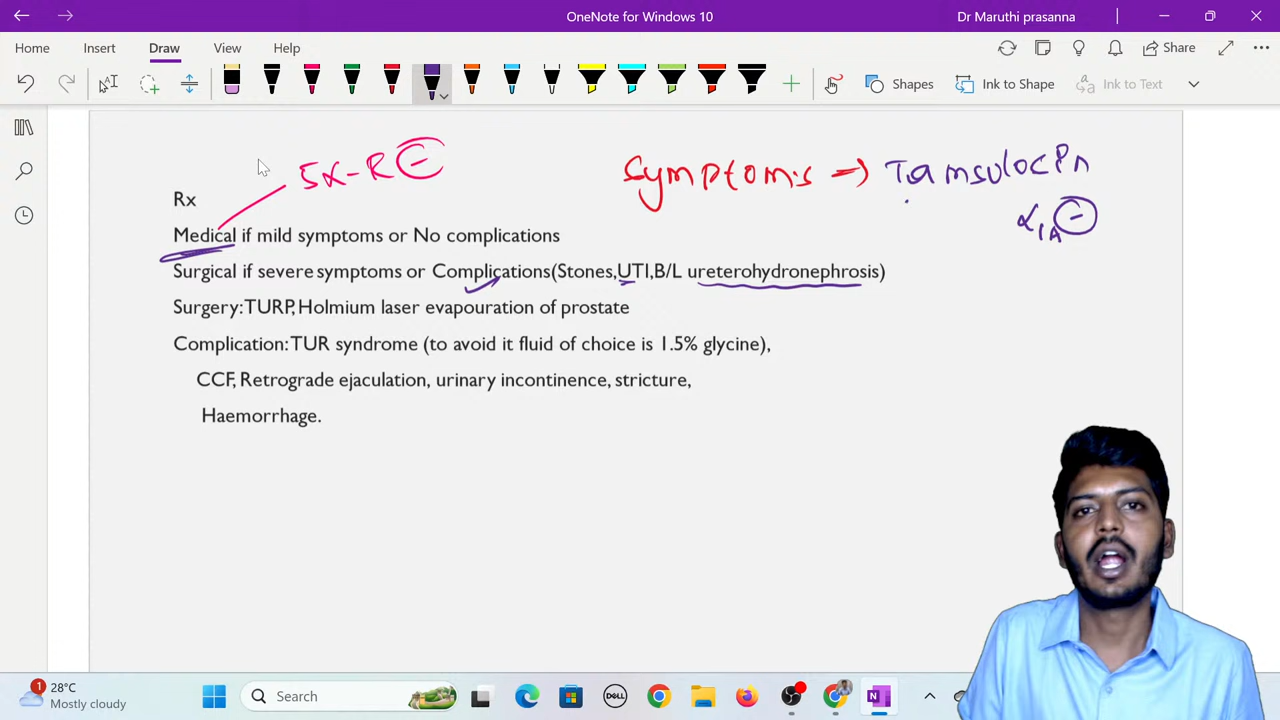 OneNote for Windows 10
Dr Maruthi prasanna
Home Insert Draw View Help
Share
Shapes
Ink to Shape
Ink to Text
5α-R (-)
Symptoms → Tamsulocin
α1A (-)
Rx
Medical if mild symptoms or No complications
Surgical if severe symptoms or Complications(Stones,UTI,B/L ureterohydronephrosis)
Surgery:TURP,Holmium laser evapouration of prostate
Complication:TUR syndrome (to avoid it fluid of choice is 1.5% glycine),
CCF, Retrograde ejaculation, urinary incontinence, stricture,
Haemorrhage.
1
28°C
Mostly cloudy
Search
DELL
N